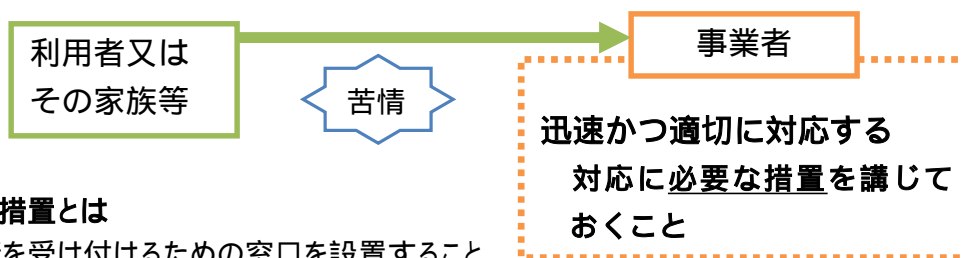 利用者又は
その家族等
苦情
事業者
迅速かつ適切に対応する
対応に必要な措置を講じて
おくこと
措置とは
を受け付けるための窓口を設置すること